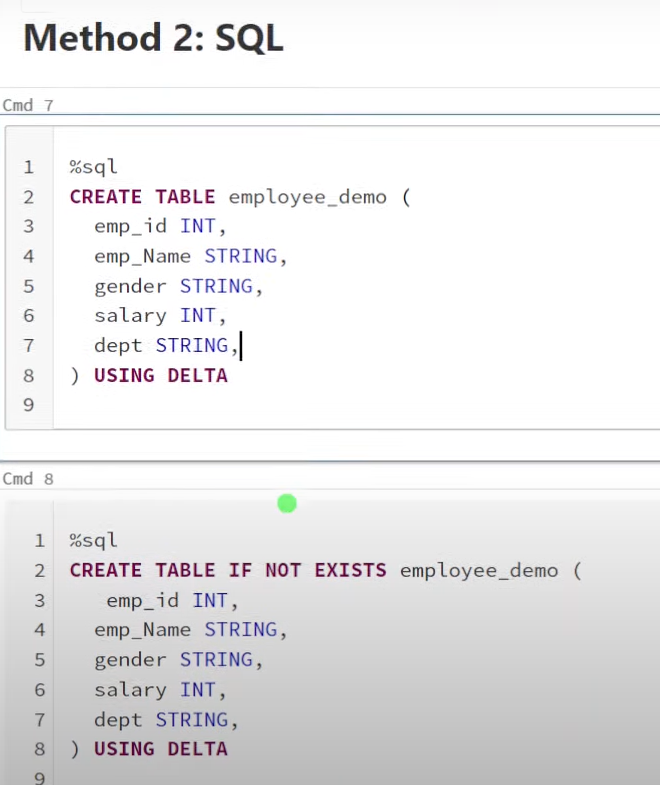 Method 2: SQL
Cmd 7
1 %sql
2 CREATE TABLE employee_demo (
3 emp_id INT,
4 emp_Name STRING,
5 gender STRING,
6 salary INT,
7 dept STRING,
8 ) USING DELTA
9
Cmd 8
1 %sql
2 CREATE TABLE IF NOT EXISTS employee_demo (
3 emp_id INT,
4 emp_Name STRING,
5 gender STRING,
6 salary INT,
7 dept STRING,
8 ) USING DELTA
9